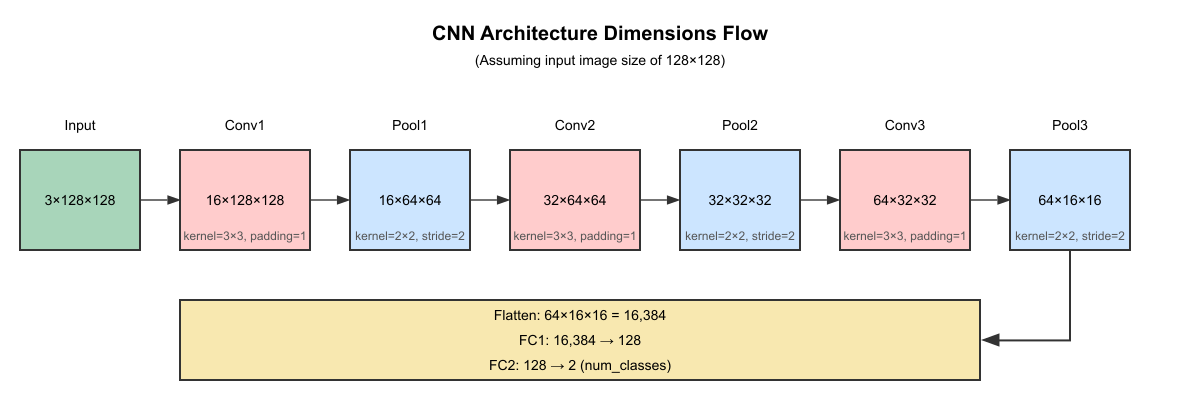 CNN Architecture Dimensions Flow
(Assuming input image size of 128×128)
Input
Conv1
Pool1
Conv2
Pool2
Conv3
Pool3
3×128×128
16×128×128
16×64×64
32×64×64
32×32×32
64×32×32
64×16×16
kernel=3×3, padding=1
kernel=2×2, stride=2
kernel=3×3, padding=1
kernel=2×2, stride=2
kernel=3×3, padding=1
kernel=2×2, stride=2
Flatten: 64×16×16 = 16,384
FC1: 16,384 → 128
FC2: 128 → 2 (num_classes)